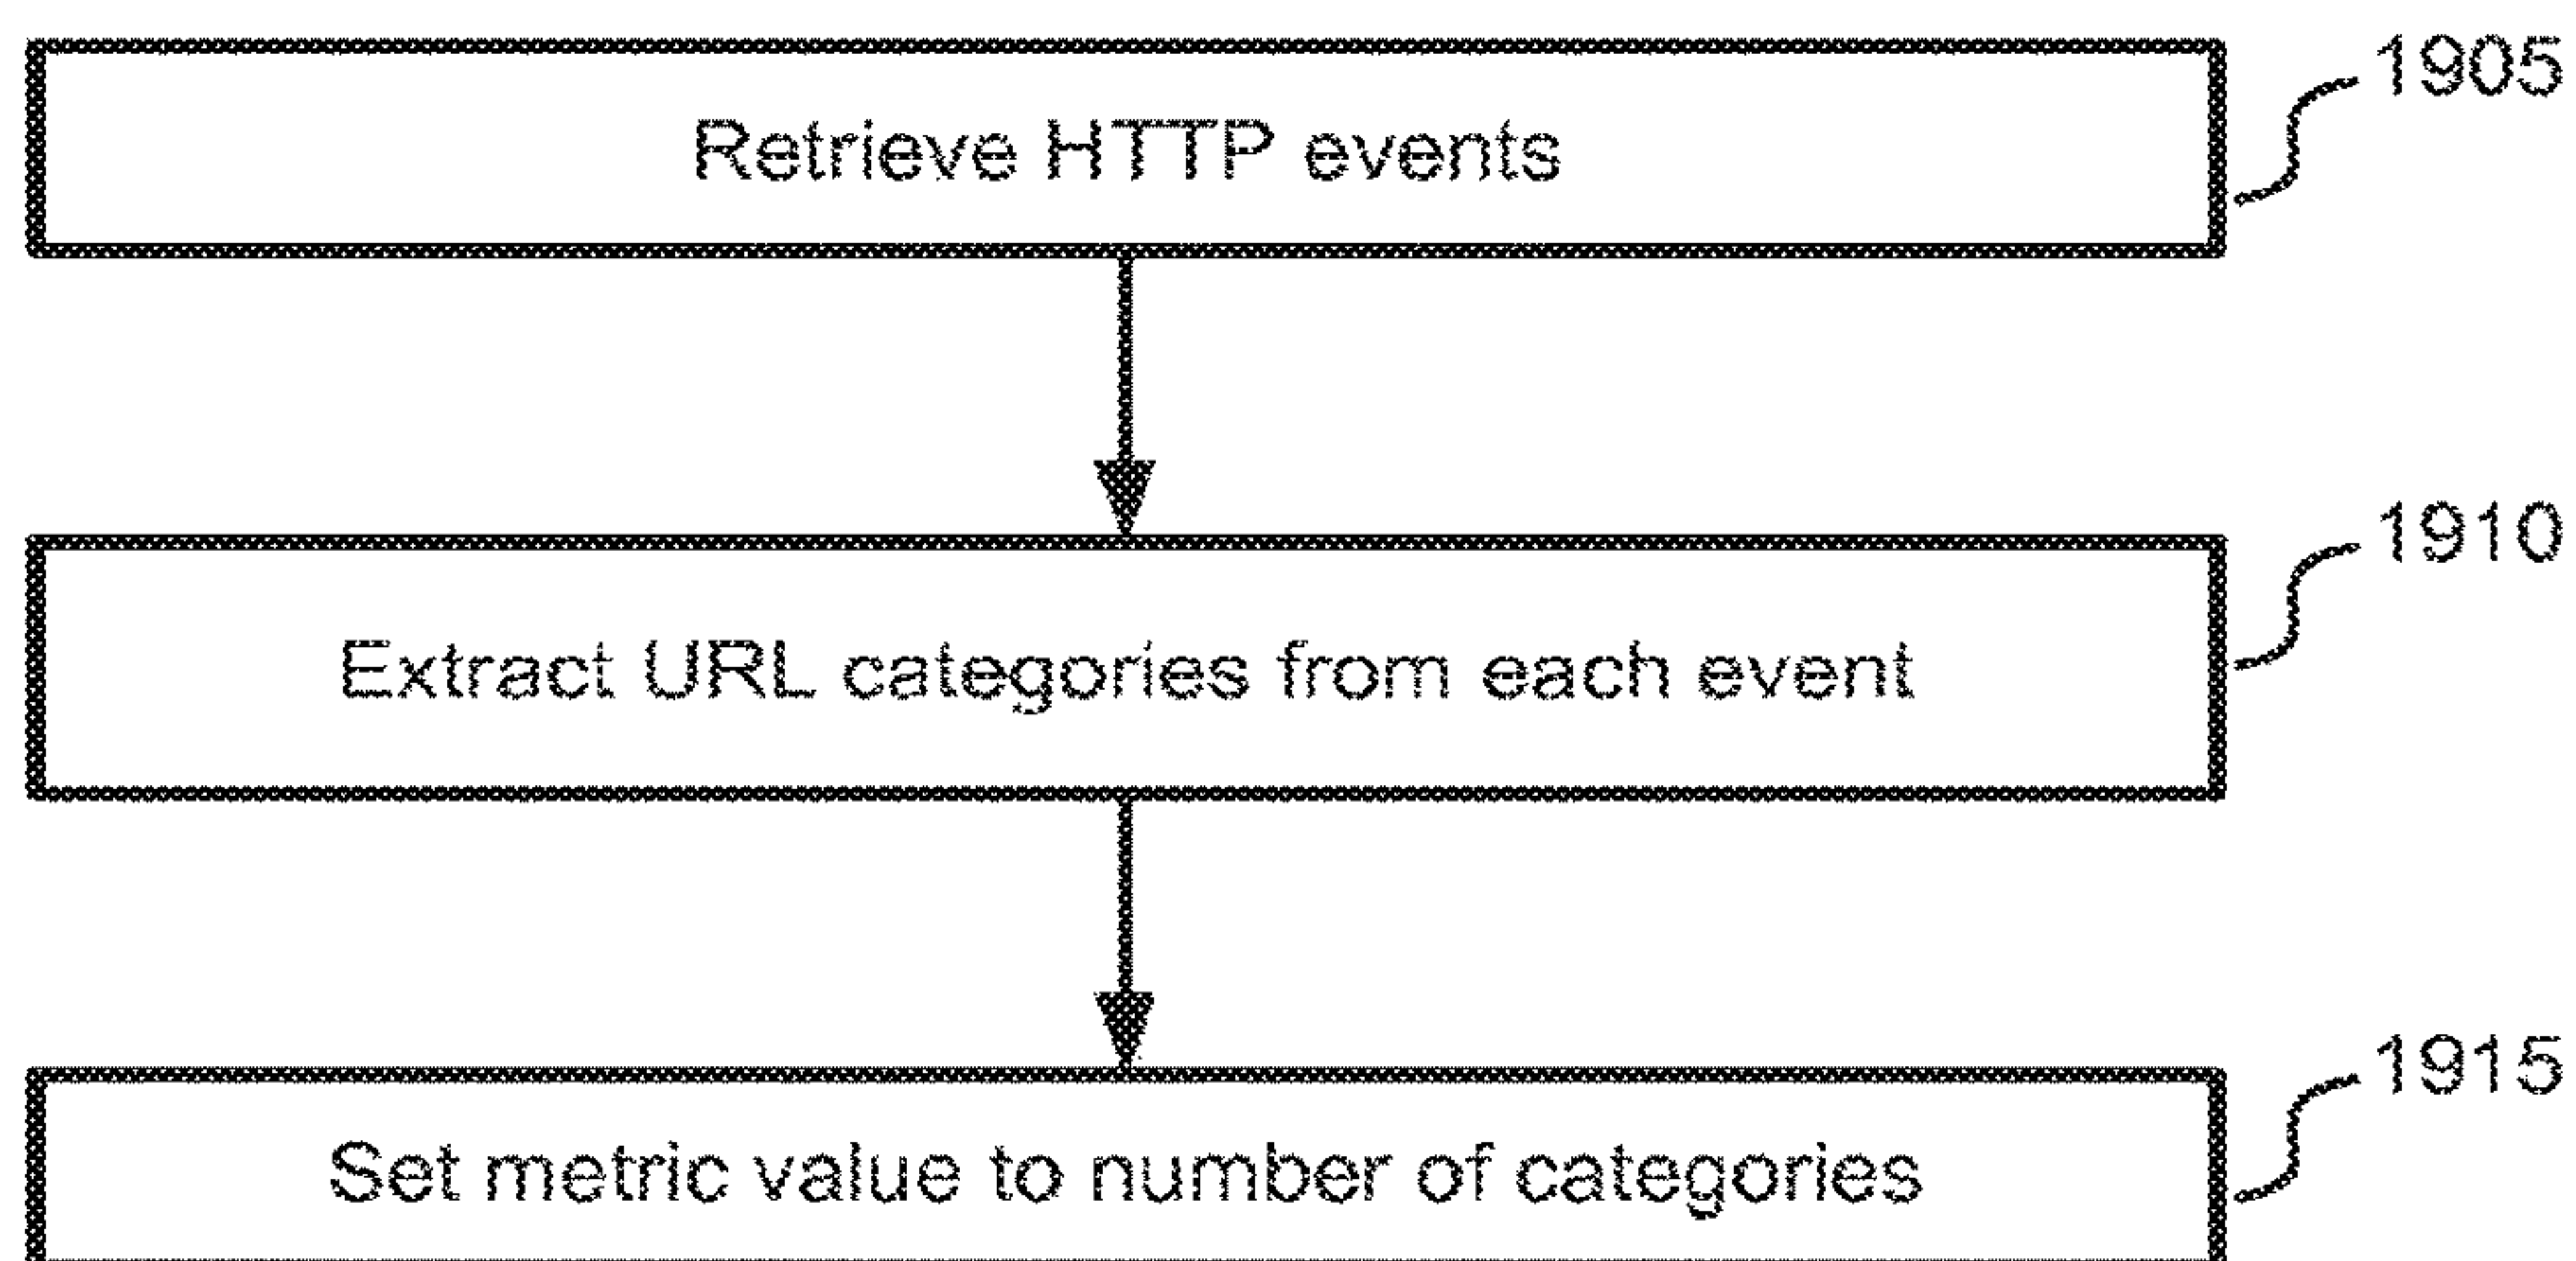 1905
Retrieve HTTP events
1910
Extract URL categories from each event
1915
Set metric value to number of categories